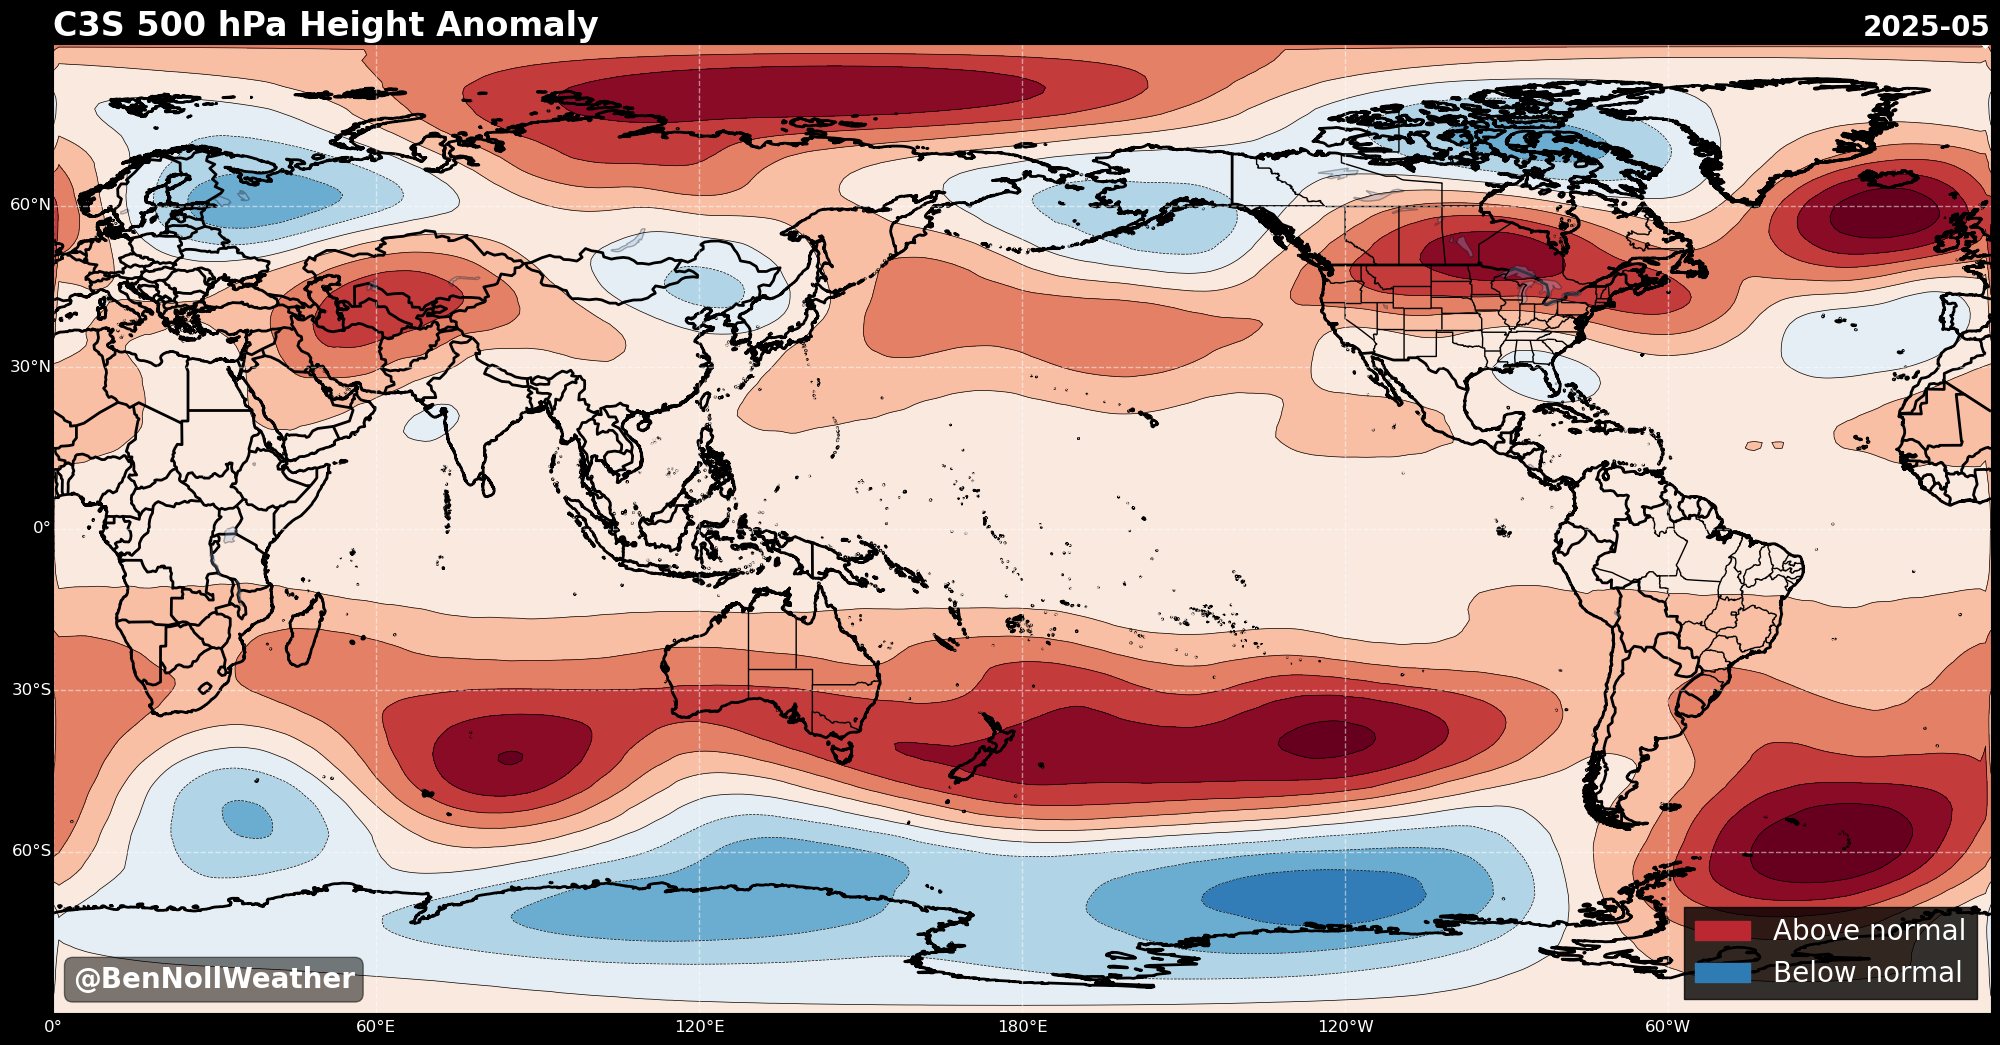 C3S 500 hPa Height Anomaly
2025-05
60°N
30°N
0°
30°S
60°S
Above normal
Below normal
@BenNollWeather
0°
60°E
120°E
180°E
120°W
60°W